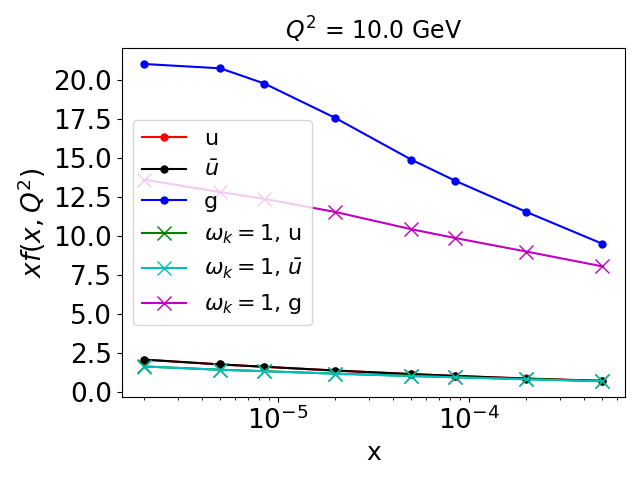 Q² = 10.0 GeV
xf(x, Q²)
20.0
17.5
15.0
12.5
10.0
7.5
5.0
2.5
0.0
u
ū
g
ω_k = 1, u
ω_k = 1, ū
ω_k = 1, g
10⁻⁵
10⁻⁴
x